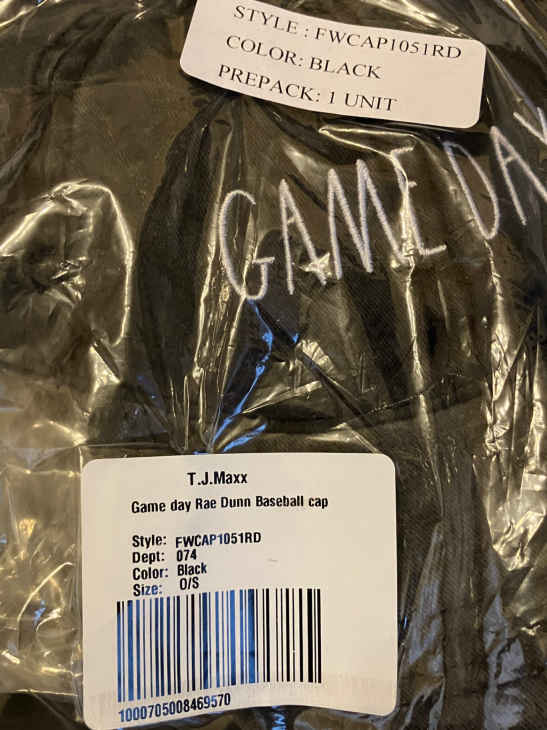 STYLE : FWCAP1051RD
COLOR: BLACK
PREPACK: 1 UNIT
GAME DAY
T.J.Maxx
Game day Rae Dunn Baseball cap
Style: FWCAP1051RD
Dept: 074
Color: Black
Size: O/S
1000705008469570